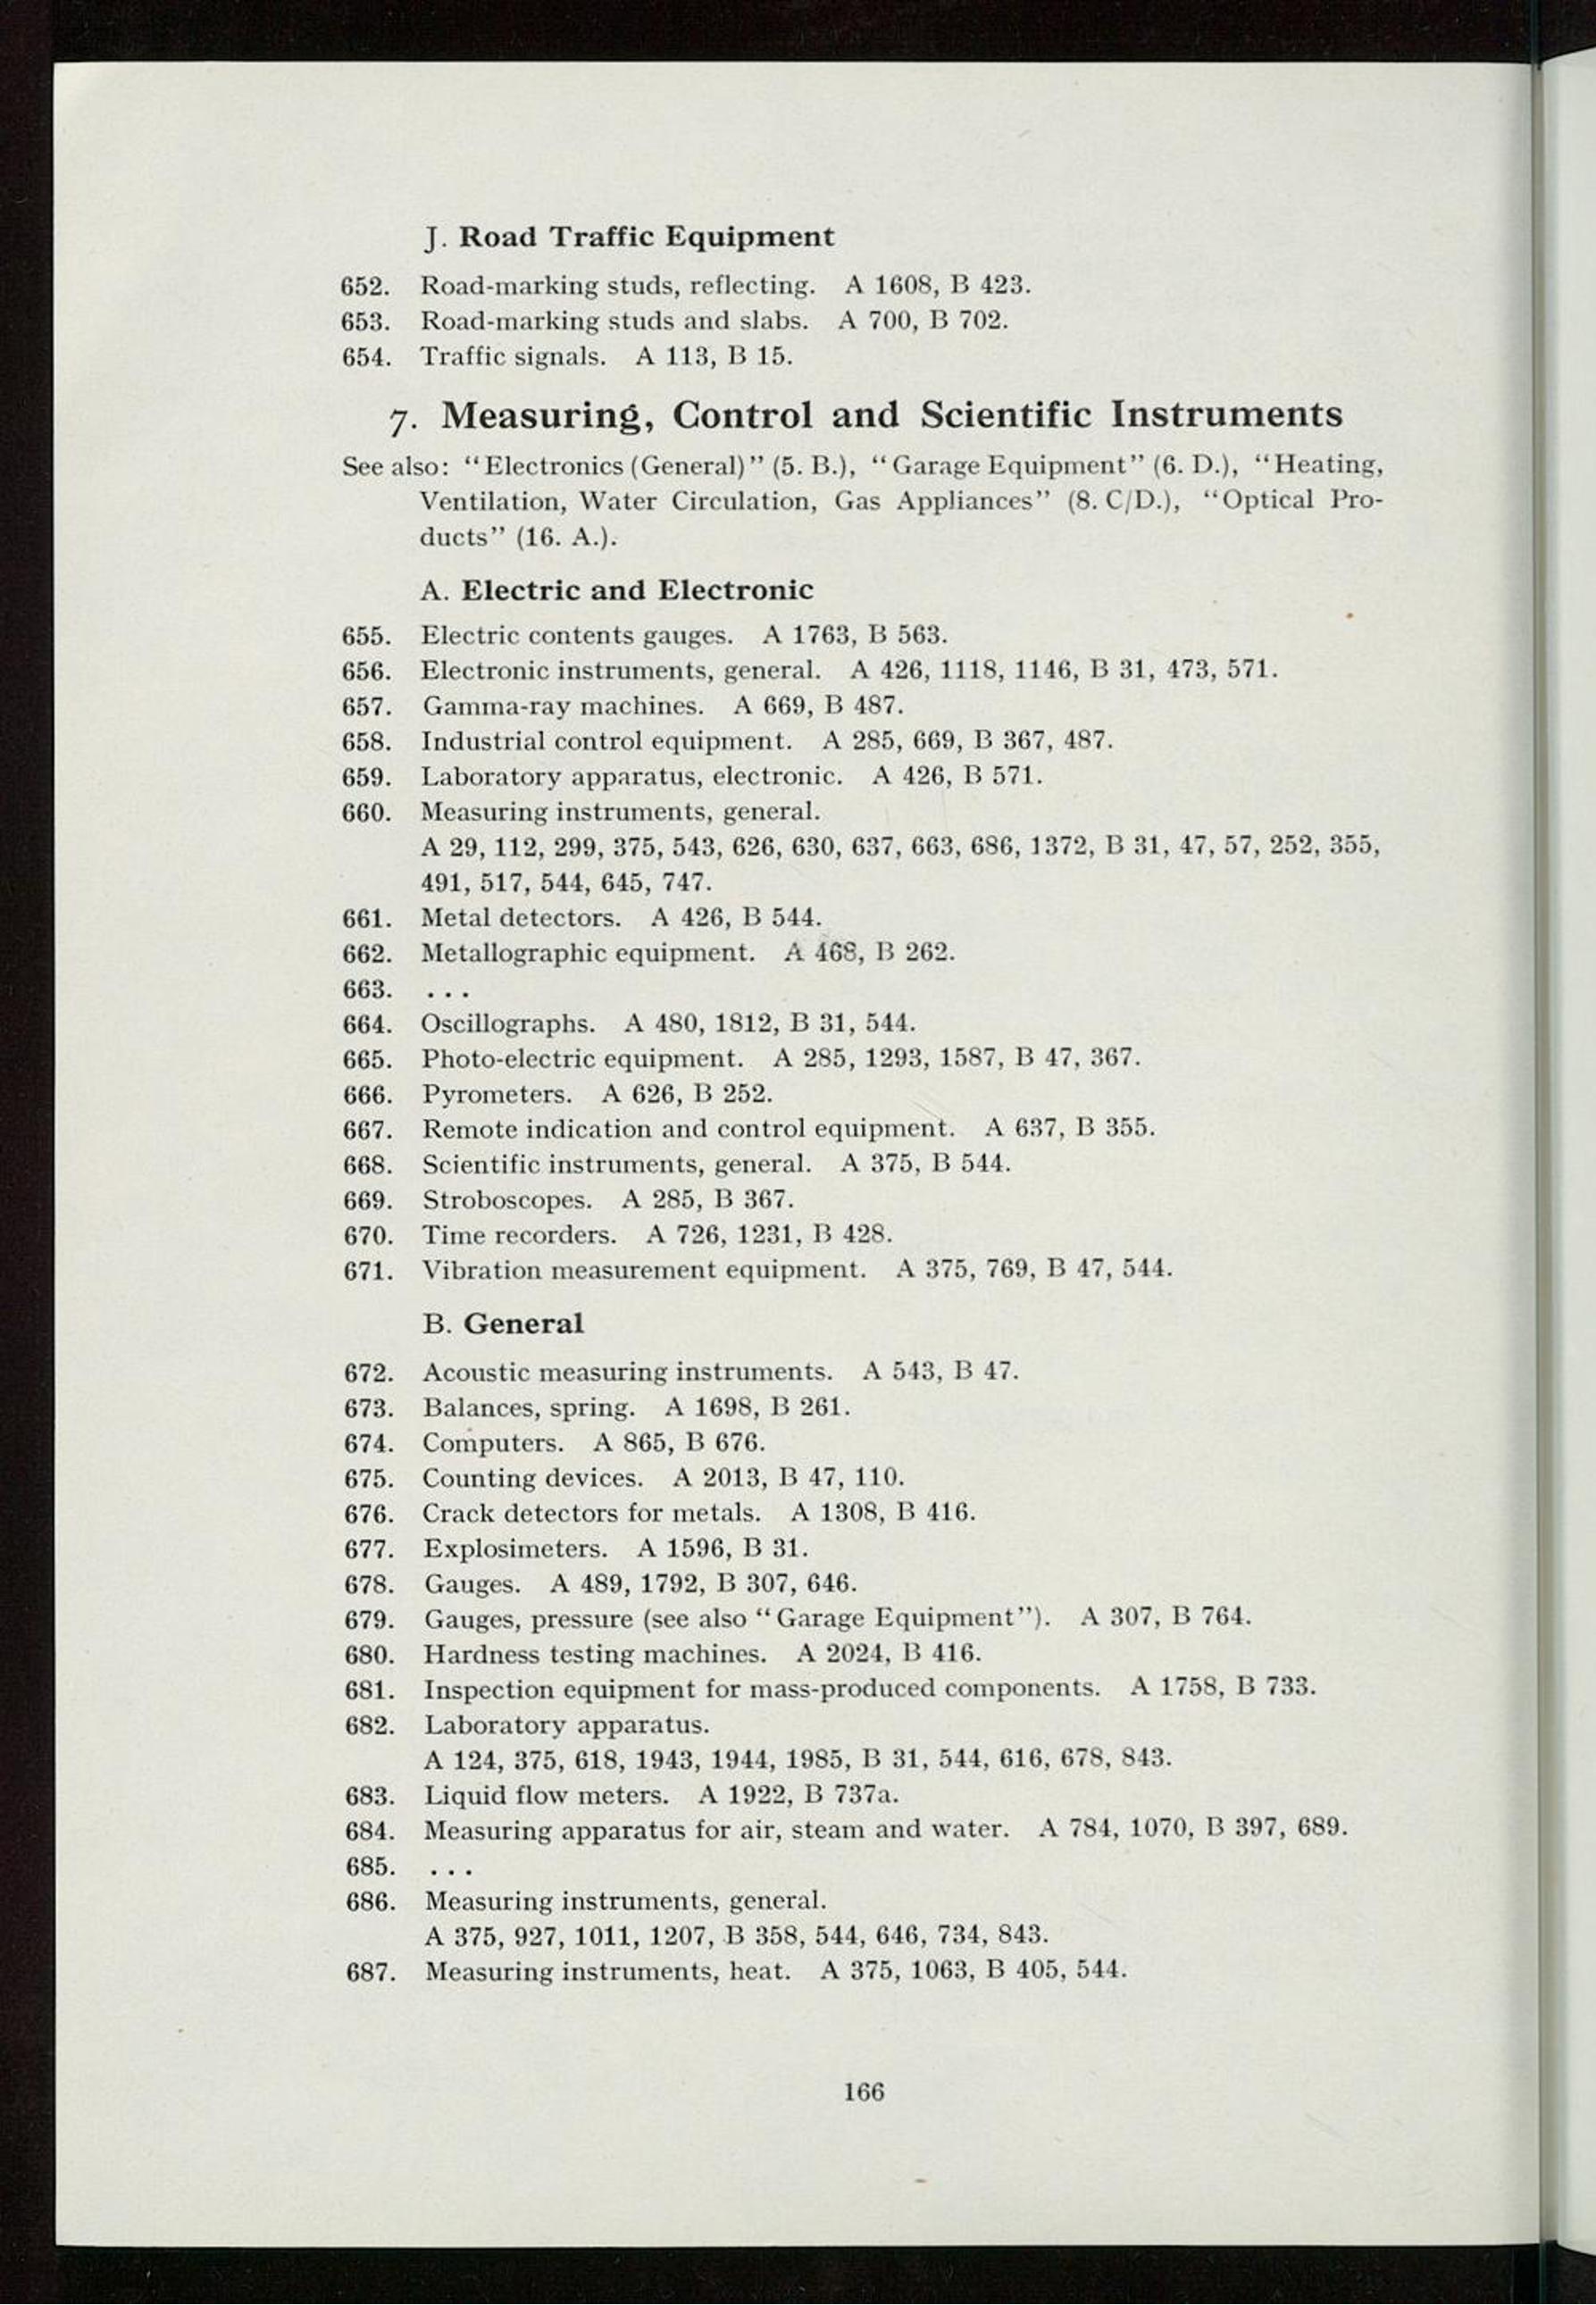 J. Road Traffic Equipment
652. Road-marking studs, reflecting. A 1608, B 423.
653. Road-marking studs and slabs. A 700, B 702.
654. Traffic signals. A 113, B 15.
7. Measuring, Control and Scientific Instruments
See also: “Electronics (General)” (5. B.), “Garage Equipment” (6. D.), “Heating,
Ventilation, Water Circulation, Gas Appliances” (8. C/D.), “Optical Pro-
ducts” (16. A.).
A. Electric and Electronic
655. Electric contents gauges. A 1763, B 563.
656. Electronic instruments, general. A 426, 1118, 1146, B 31, 473, 571.
657. Gamma-ray machines. A 669, B 487.
658. Industrial control equipment. A 285, 669, B 367, 487.
659. Laboratory apparatus, electronic. A 426, B 571.
660. Measuring instruments, general.
A 29, 112, 299, 375, 543, 626, 630, 637, 663, 686, 1372, B 31, 47, 57, 252, 355,
491, 517, 544, 645, 747.
661. Metal detectors. A 426, B 544.
662. Metallographic equipment. A 468, B 262.
663. ...
664. Oscillographs. A 480, 1812, B 31, 544.
665. Photo-electric equipment. A 285, 1293, 1587, B 47, 367.
666. Pyrometers. A 626, B 252.
667. Remote indication and control equipment. A 637, B 355.
668. Scientific instruments, general. A 375, B 544.
669. Stroboscopes. A 285, B 367.
670. Time recorders. A 726, 1231, B 428.
671. Vibration measurement equipment. A 375, 769, B 47, 544.
B. General
672. Acoustic measuring instruments. A 543, B 47.
673. Balances, spring. A 1698, B 261.
674. Computers. A 865, B 676.
675. Counting devices. A 2013, B 47, 110.
676. Crack detectors for metals. A 1308, B 416.
677. Explosimeters. A 1596, B 31.
678. Gauges. A 489, 1792, B 307, 646.
679. Gauges, pressure (see also “Garage Equipment”). A 307, B 764.
680. Hardness testing machines. A 2024, B 416.
681. Inspection equipment for mass-produced components. A 1758, B 733.
682. Laboratory apparatus.
A 124, 375, 618, 1943, 1944, 1985, B 31, 544, 616, 678, 843.
683. Liquid flow meters. A 1922, B 737a.
684. Measuring apparatus for air, steam and water. A 784, 1070, B 397, 689.
685. ...
686. Measuring instruments, general.
A 375, 927, 1011, 1207, B 358, 544, 646, 734, 843.
687. Measuring instruments, heat. A 375, 1063, B 405, 544.
166